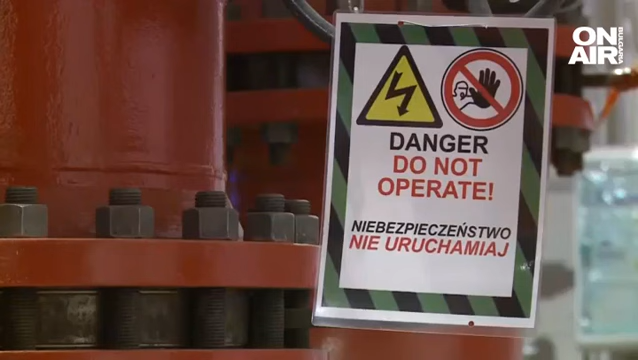 ON
AIR
BULGARIA
DANGER
DO NOT
OPERATE!
NIEBEZPIECZEŃSTWO
NIE URUCHAMIAJ